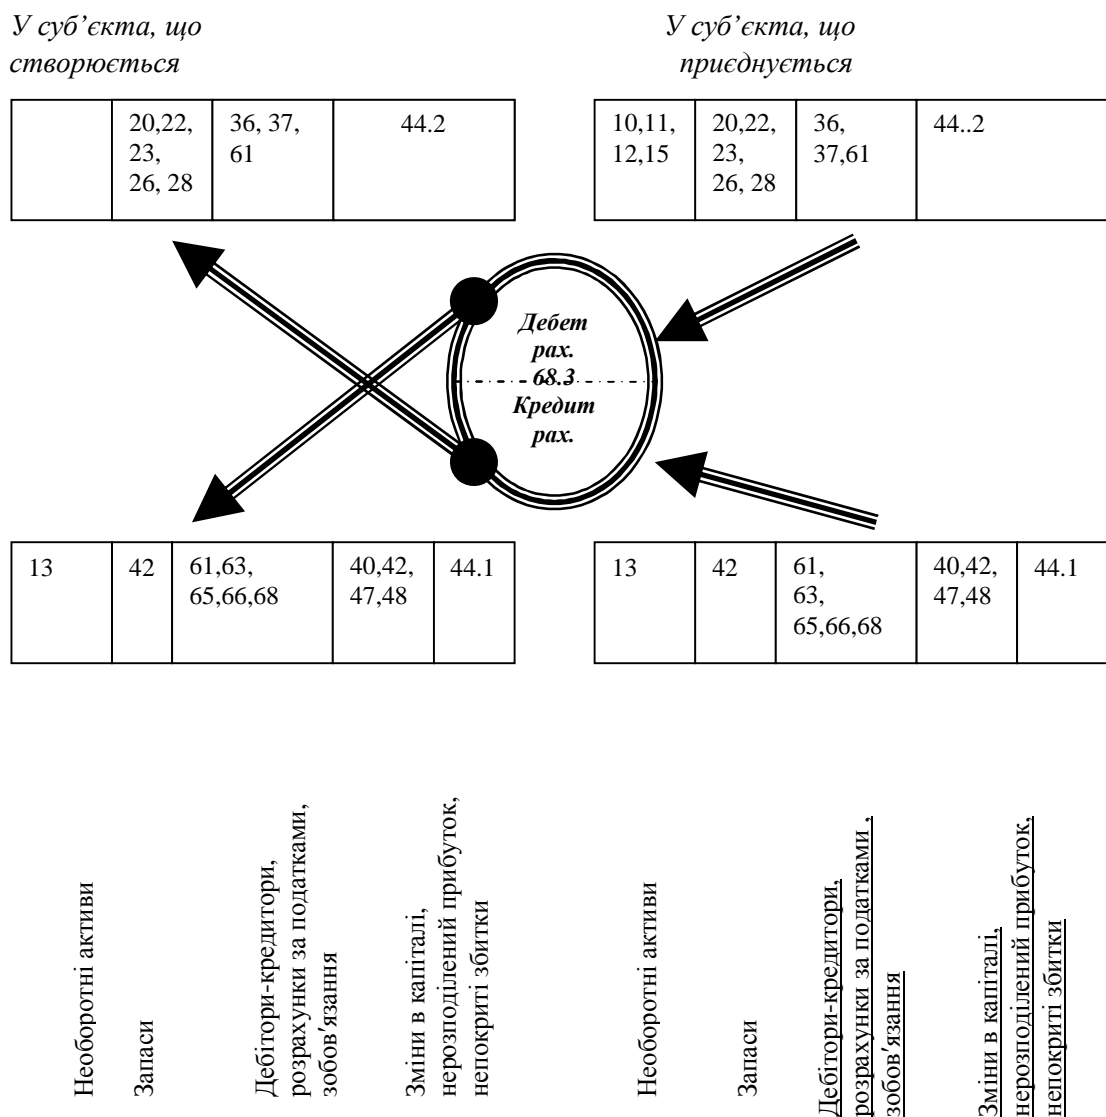 У суб’єкта, що
створюється
У суб’єкта, що
приєднується
20,22,
23,
26, 28
36, 37,
61
44.2
10,11,
12,15
20,22,
23,
26, 28
36,
37,61
44..2
Дебет
рах.
68.3
Кредит
рах.
13
42
61,63,
65,66,68
40,42,
47,48
44.1
13
42
61,
63,
65,66,68
40,42,
47,48
44.1
Необоротні активи
Запаси
Дебітори-кредитори,
розрахунки за податками,
зобов'язання
Зміни в капіталі,
нерозподілений прибуток,
непокриті збитки
Необоротні активи
Запаси
Дебітори-кредитори,
розрахунки за податками ,
зобов'язання
Зміни в капіталі,
нерозподілений прибуток,
непокриті збитки